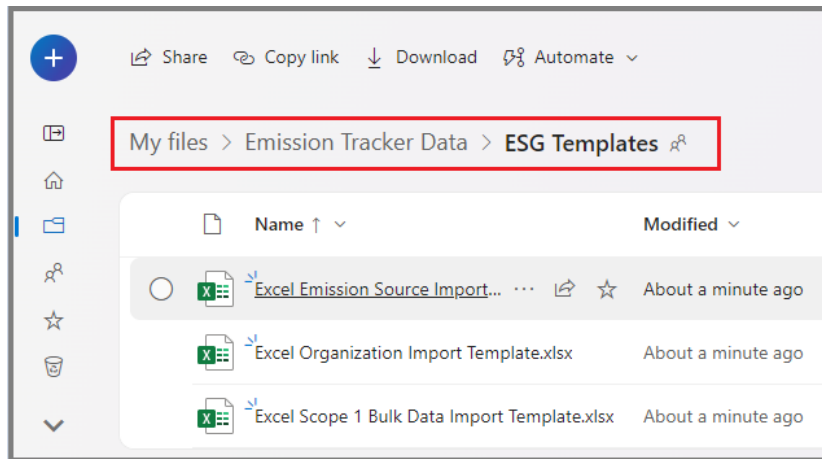 Share Copy link Download Automate
My files > Emission Tracker Data > ESG Templates
Name ↑ Modified
Excel Emission Source Import... ··· About a minute ago
Excel Organization Import Template.xlsx About a minute ago
Excel Scope 1 Bulk Data Import Template.xlsx About a minute ago